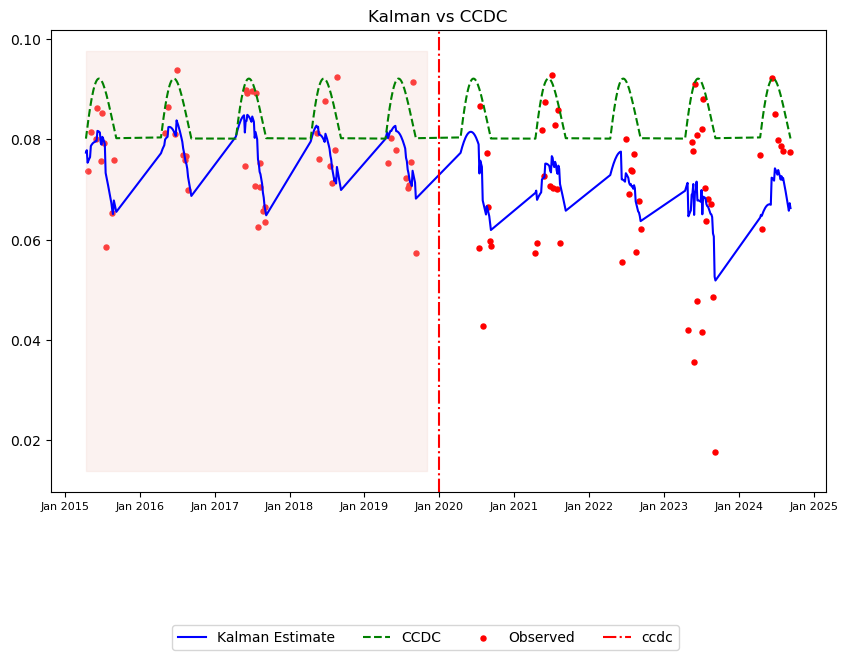 Kalman vs CCDC
0.10
0.08
0.06
0.04
0.02
Jan 2015 Jan 2016 Jan 2017 Jan 2018 Jan 2019 Jan 2020 Jan 2021 Jan 2022 Jan 2023 Jan 2024 Jan 2025
Kalman Estimate CCDC Observed ccdc